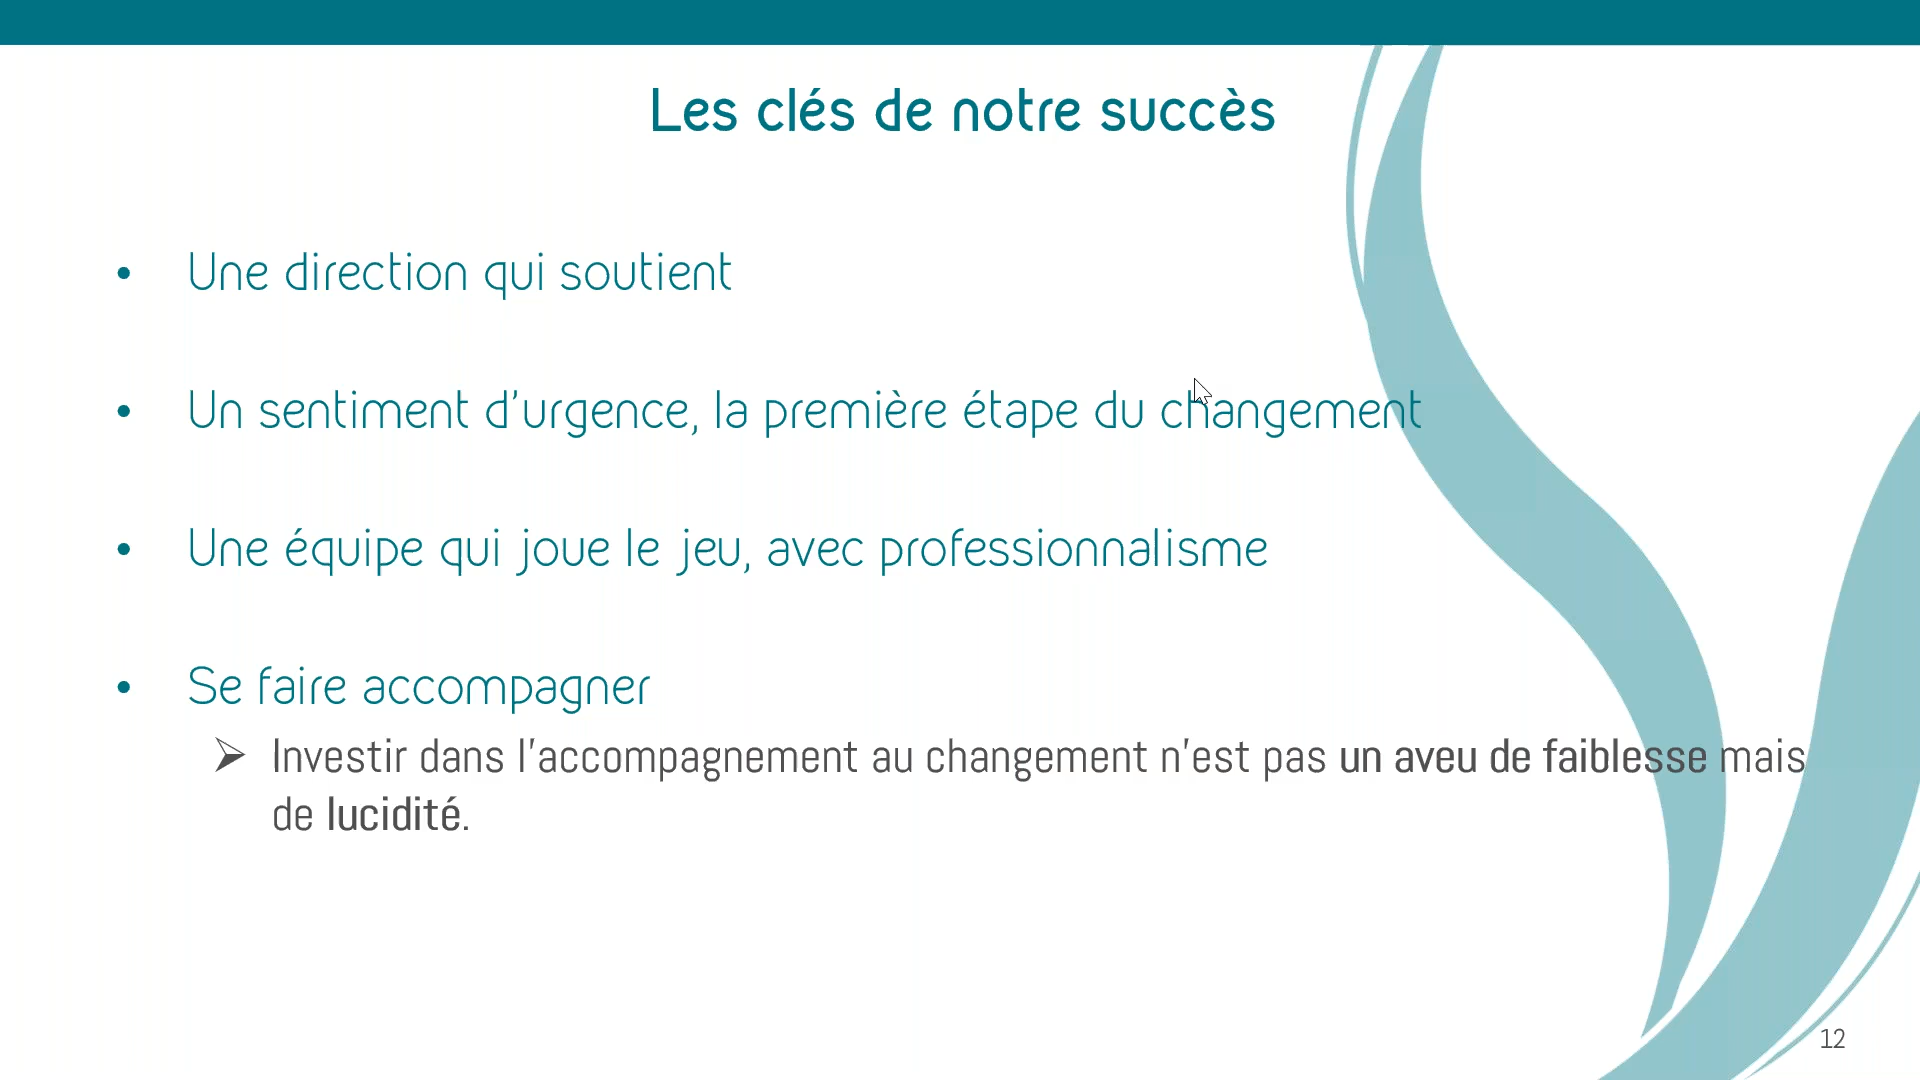 Les clés de notre succès
• Une direction qui soutient
• Un sentiment d'urgence, la première étape du changement
• Une équipe qui joue le jeu, avec professionnalisme
• Se faire accompagner
➢ Investir dans l'accompagnement au changement n'est pas un aveu de faiblesse mais
de lucidité.
12